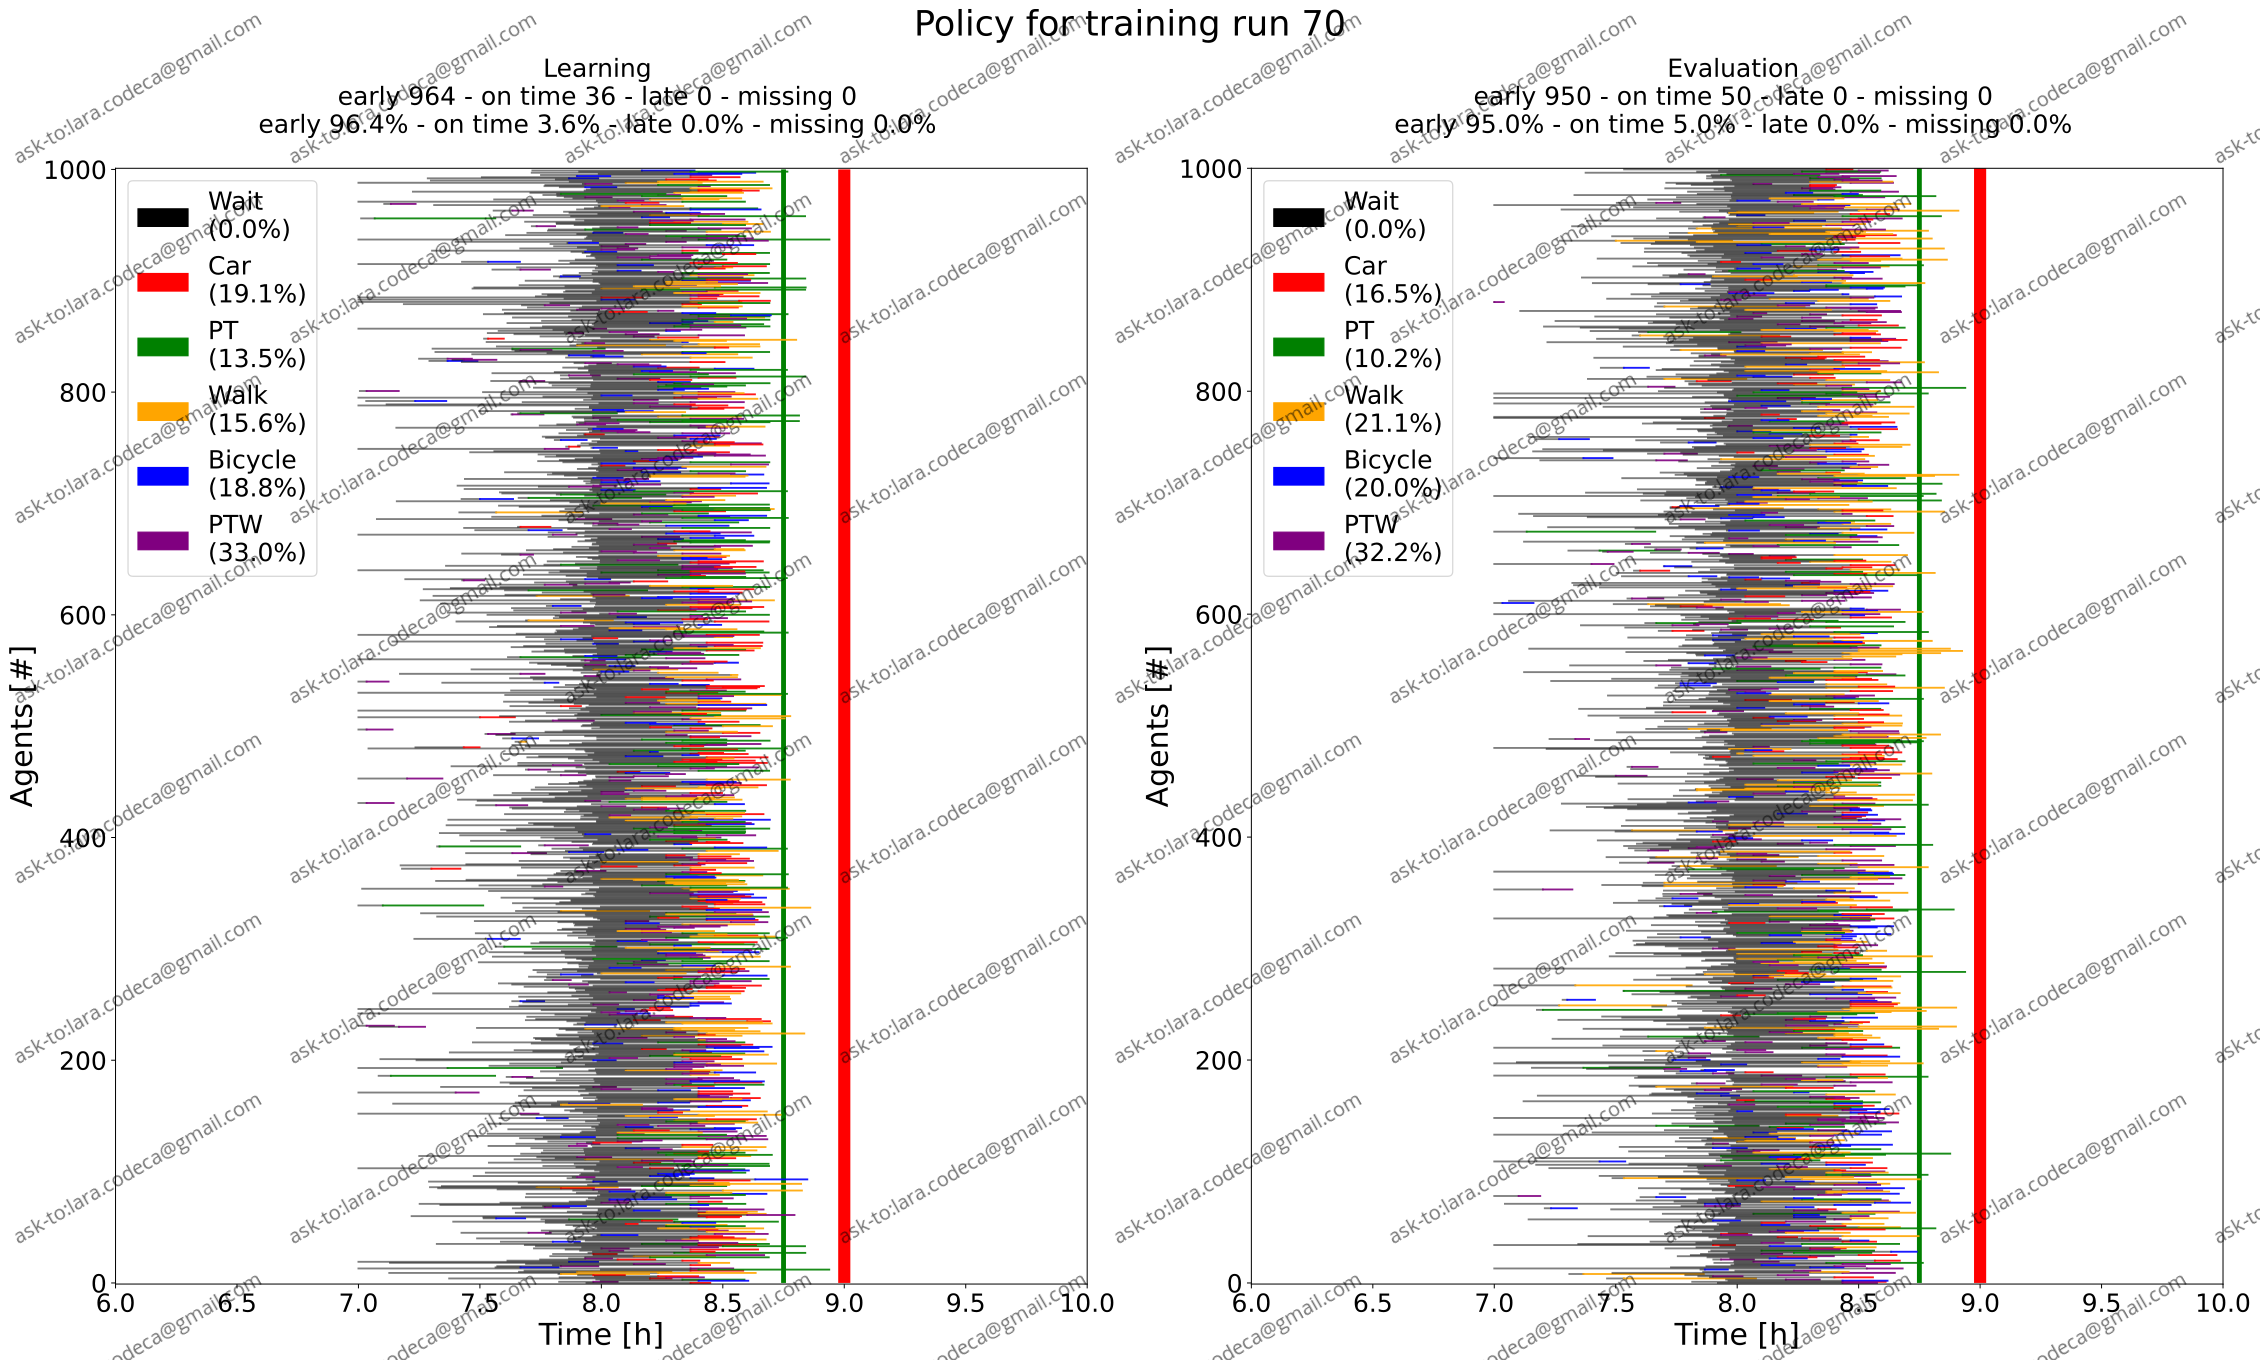 Policy for training run 70
Learning
early 964 - on time 36 - late 0 - missing 0
early 96.4% - on time 3.6% - late 0.0% - missing 0.0%
Wait
(0.0%)
Car
(19.1%)
PT
(13.5%)
Walk
(15.6%)
Bicycle
(18.8%)
PTW
(33.0%)
1000
800
600
400
200
0
Agents [#]
6.0 6.5 7.0 7.5 8.0 8.5 9.0 9.5 10.0
Time [h]
Evaluation
early 950 - on time 50 - late 0 - missing 0
early 95.0% - on time 5.0% - late 0.0% - missing 0.0%
Wait
(0.0%)
Car
(16.5%)
PT
(10.2%)
Walk
(21.1%)
Bicycle
(20.0%)
PTW
(32.2%)
1000
800
600
400
200
0
Agents [#]
6.0 6.5 7.0 7.5 8.0 8.5 9.0 9.5 10.0
Time [h]
ask-to:lara.codeca@gmail.com